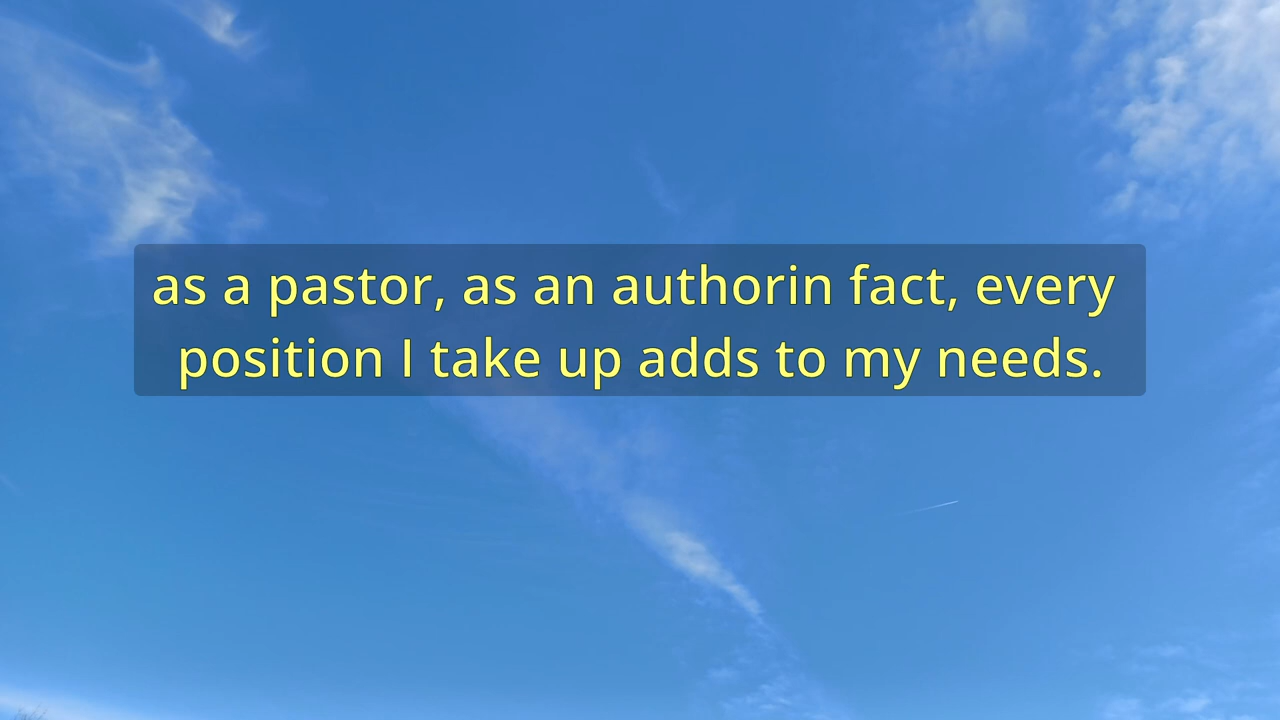 as a pastor, as an authorin fact, every
position I take up adds to my needs.